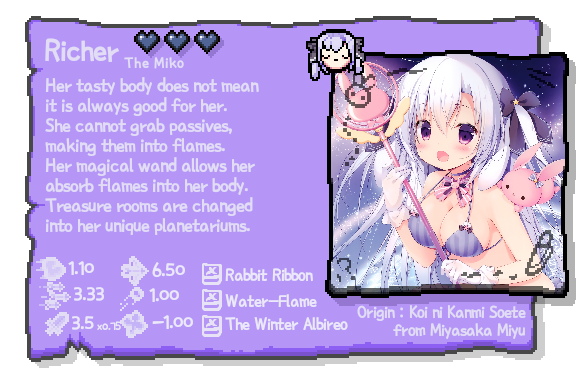 Richer
The Miko
Her tasty body does not mean
it is always good for her.
She cannot grab passives,
making them into flames.
Her magical wand allows her
absorb flames into her body.
Treasure rooms are changed
into her unique planetariums.
1.10
6.50
Rabbit Ribbon
3.33
1.00
Water-Flame
3.5 x0.75
-1.00
The Winter Albireo
Origin : Koi ni Kanmi Soete
from Miyasaka Miyu